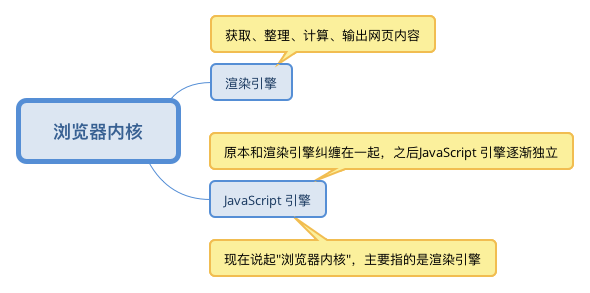 获取、整理、计算、输出网页内容
渲染引擎
浏览器内核
原本和渲染引擎纠缠在一起，之后JavaScript 引擎逐渐独立
JavaScript 引擎
现在说起"浏览器内核"，主要指的是渲染引擎